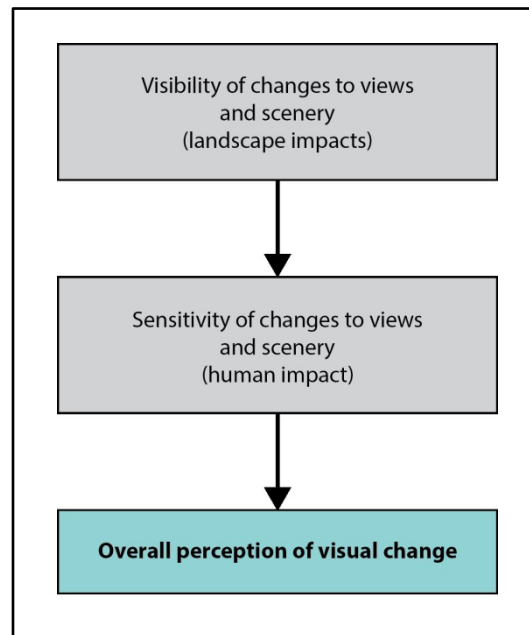 Visibility of changes to views
and scenery
(landscape impacts)
Sensitivity of changes to views
and scenery
(human impact)
Overall perception of visual change